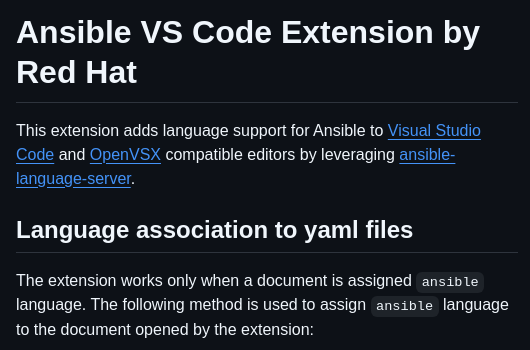 Ansible VS Code Extension by
Red Hat
This extension adds language support for Ansible to Visual Studio
Code and OpenVSX compatible editors by leveraging ansible-
language-server.
Language association to yaml files
The extension works only when a document is assigned ansible
language. The following method is used to assign ansible language
to the document opened by the extension: